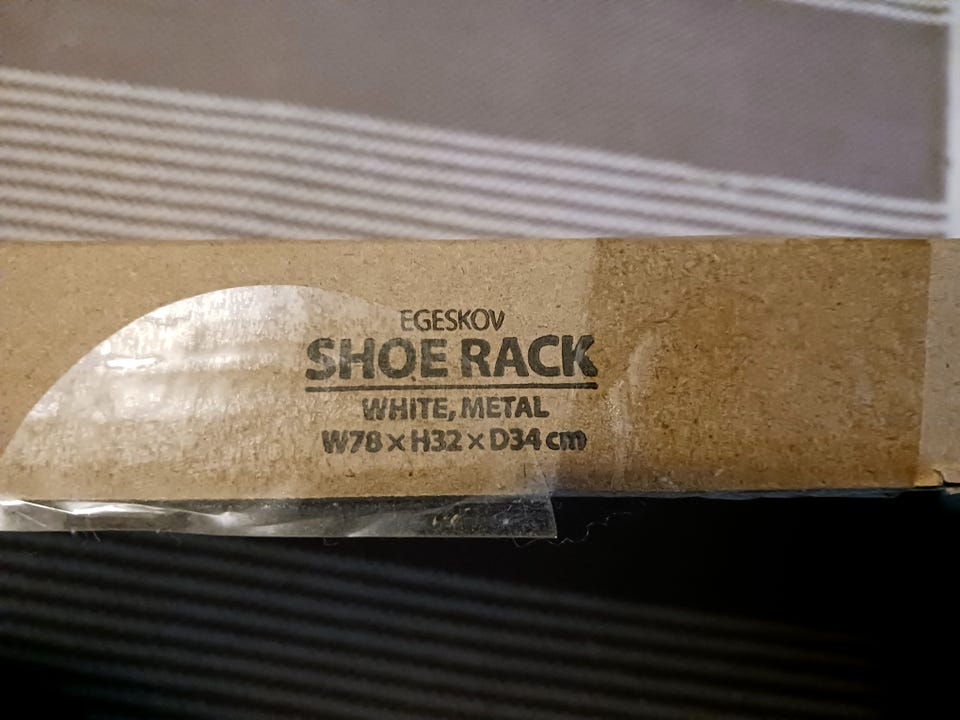 EGESKOV
SHOE RACK
WHITE, METAL
W78 x H32 x D34 cm